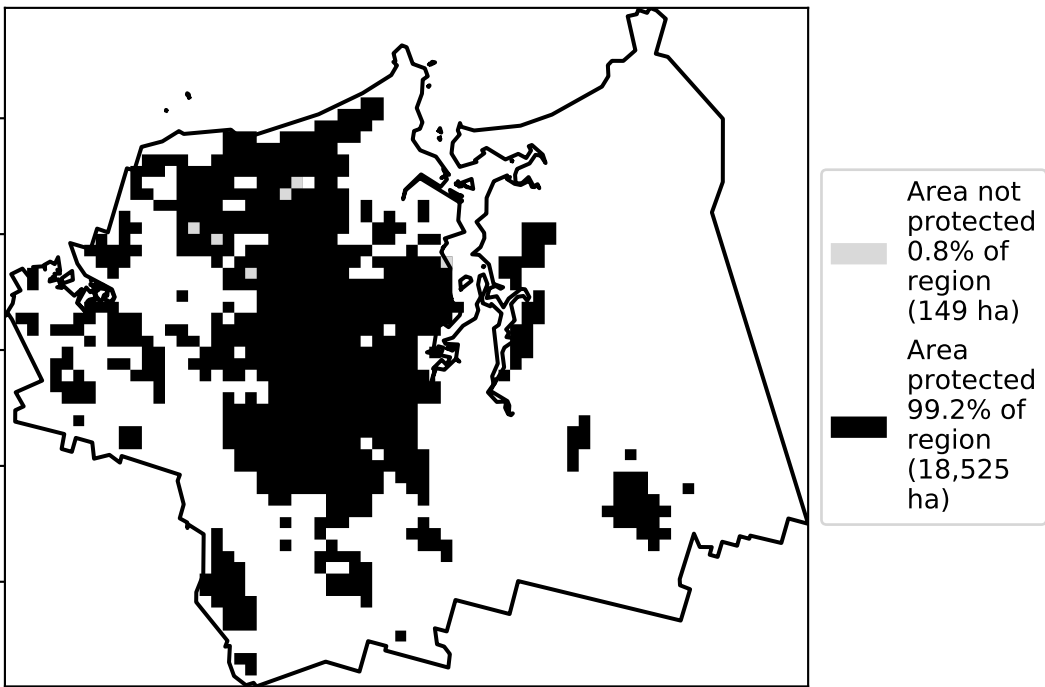 Area not
protected
0.8% of
region
(149 ha)
Area
protected
99.2% of
region
(18,525
ha)